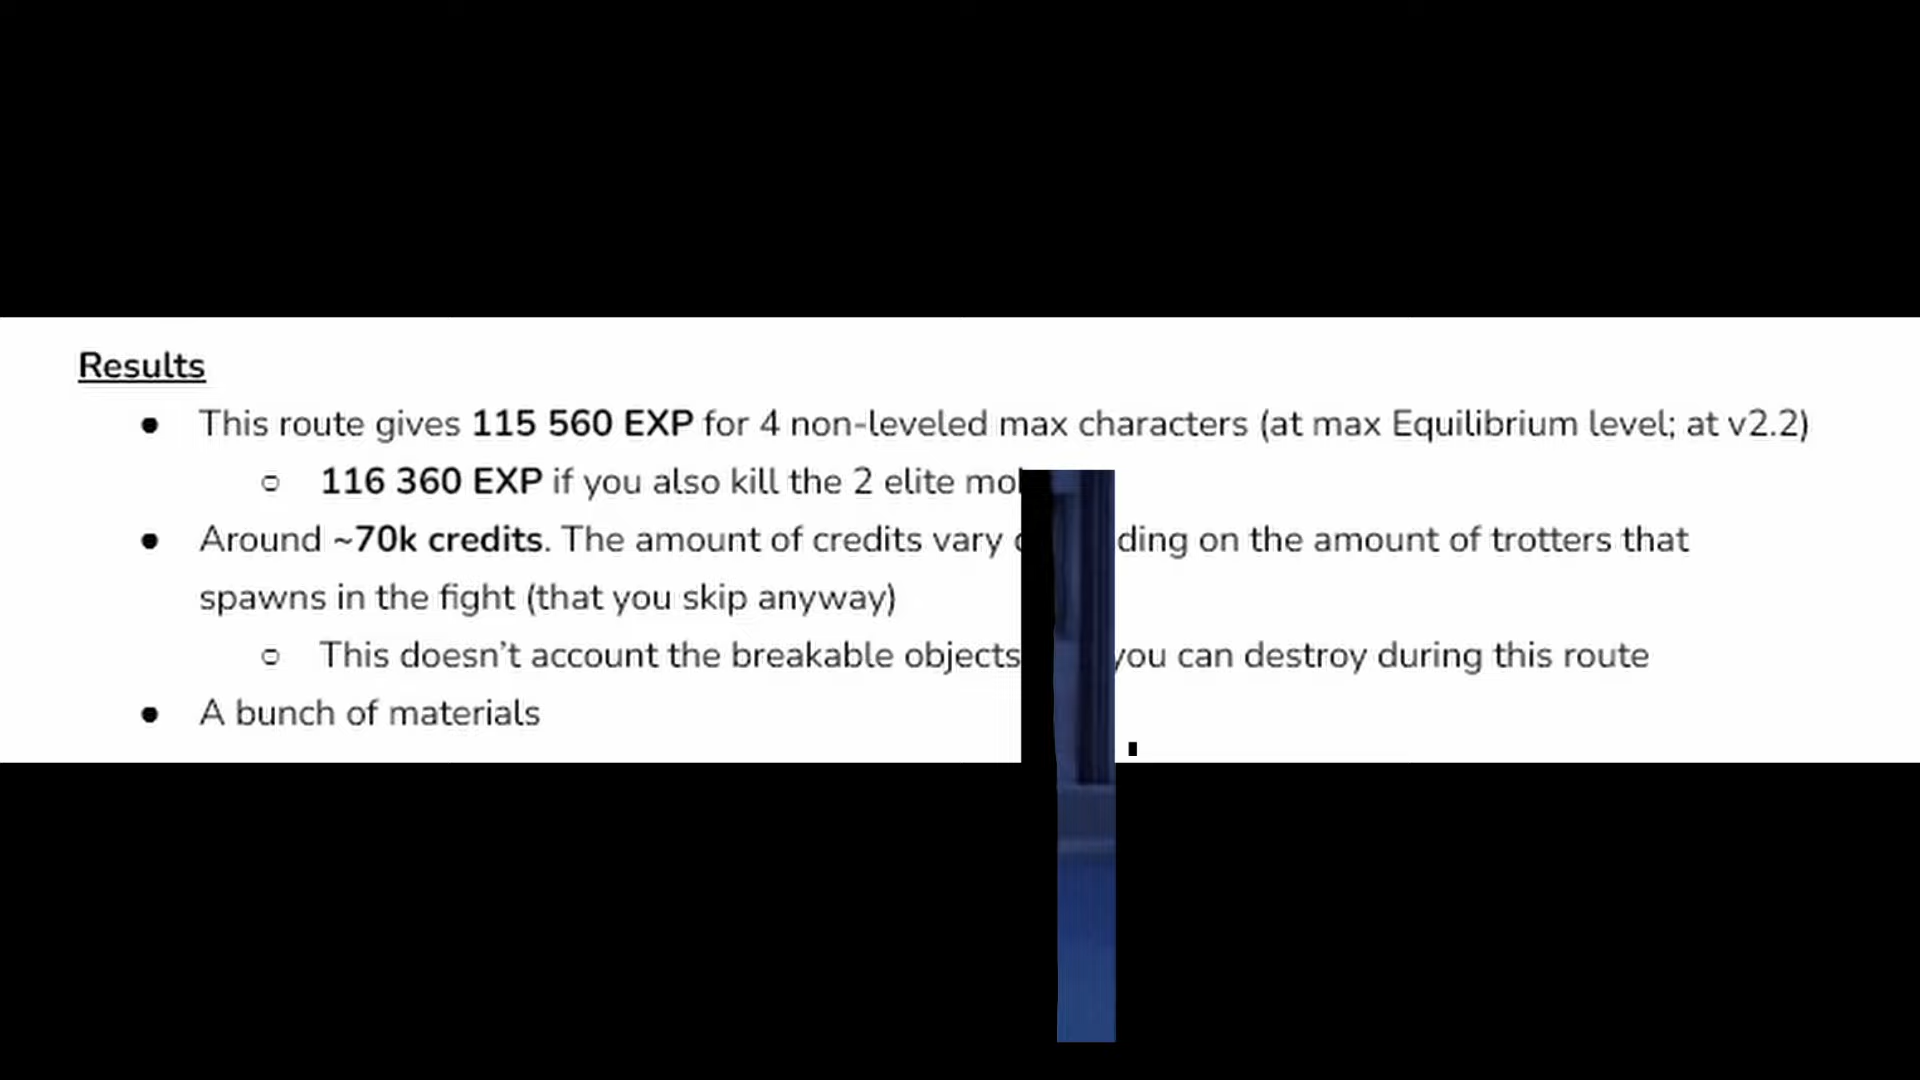 Results
● This route gives 115 560 EXP for 4 non-leveled max characters (at max Equilibrium level; at v2.2)
○ 116 360 EXP if you also kill the 2 elite
● Around ~70k credits. The amount of credits vary on the amount of trotters that
spawns in the fight (that you skip anyway)
○ This doesn't account the breakable objects you can destroy during this route
● A bunch of materials